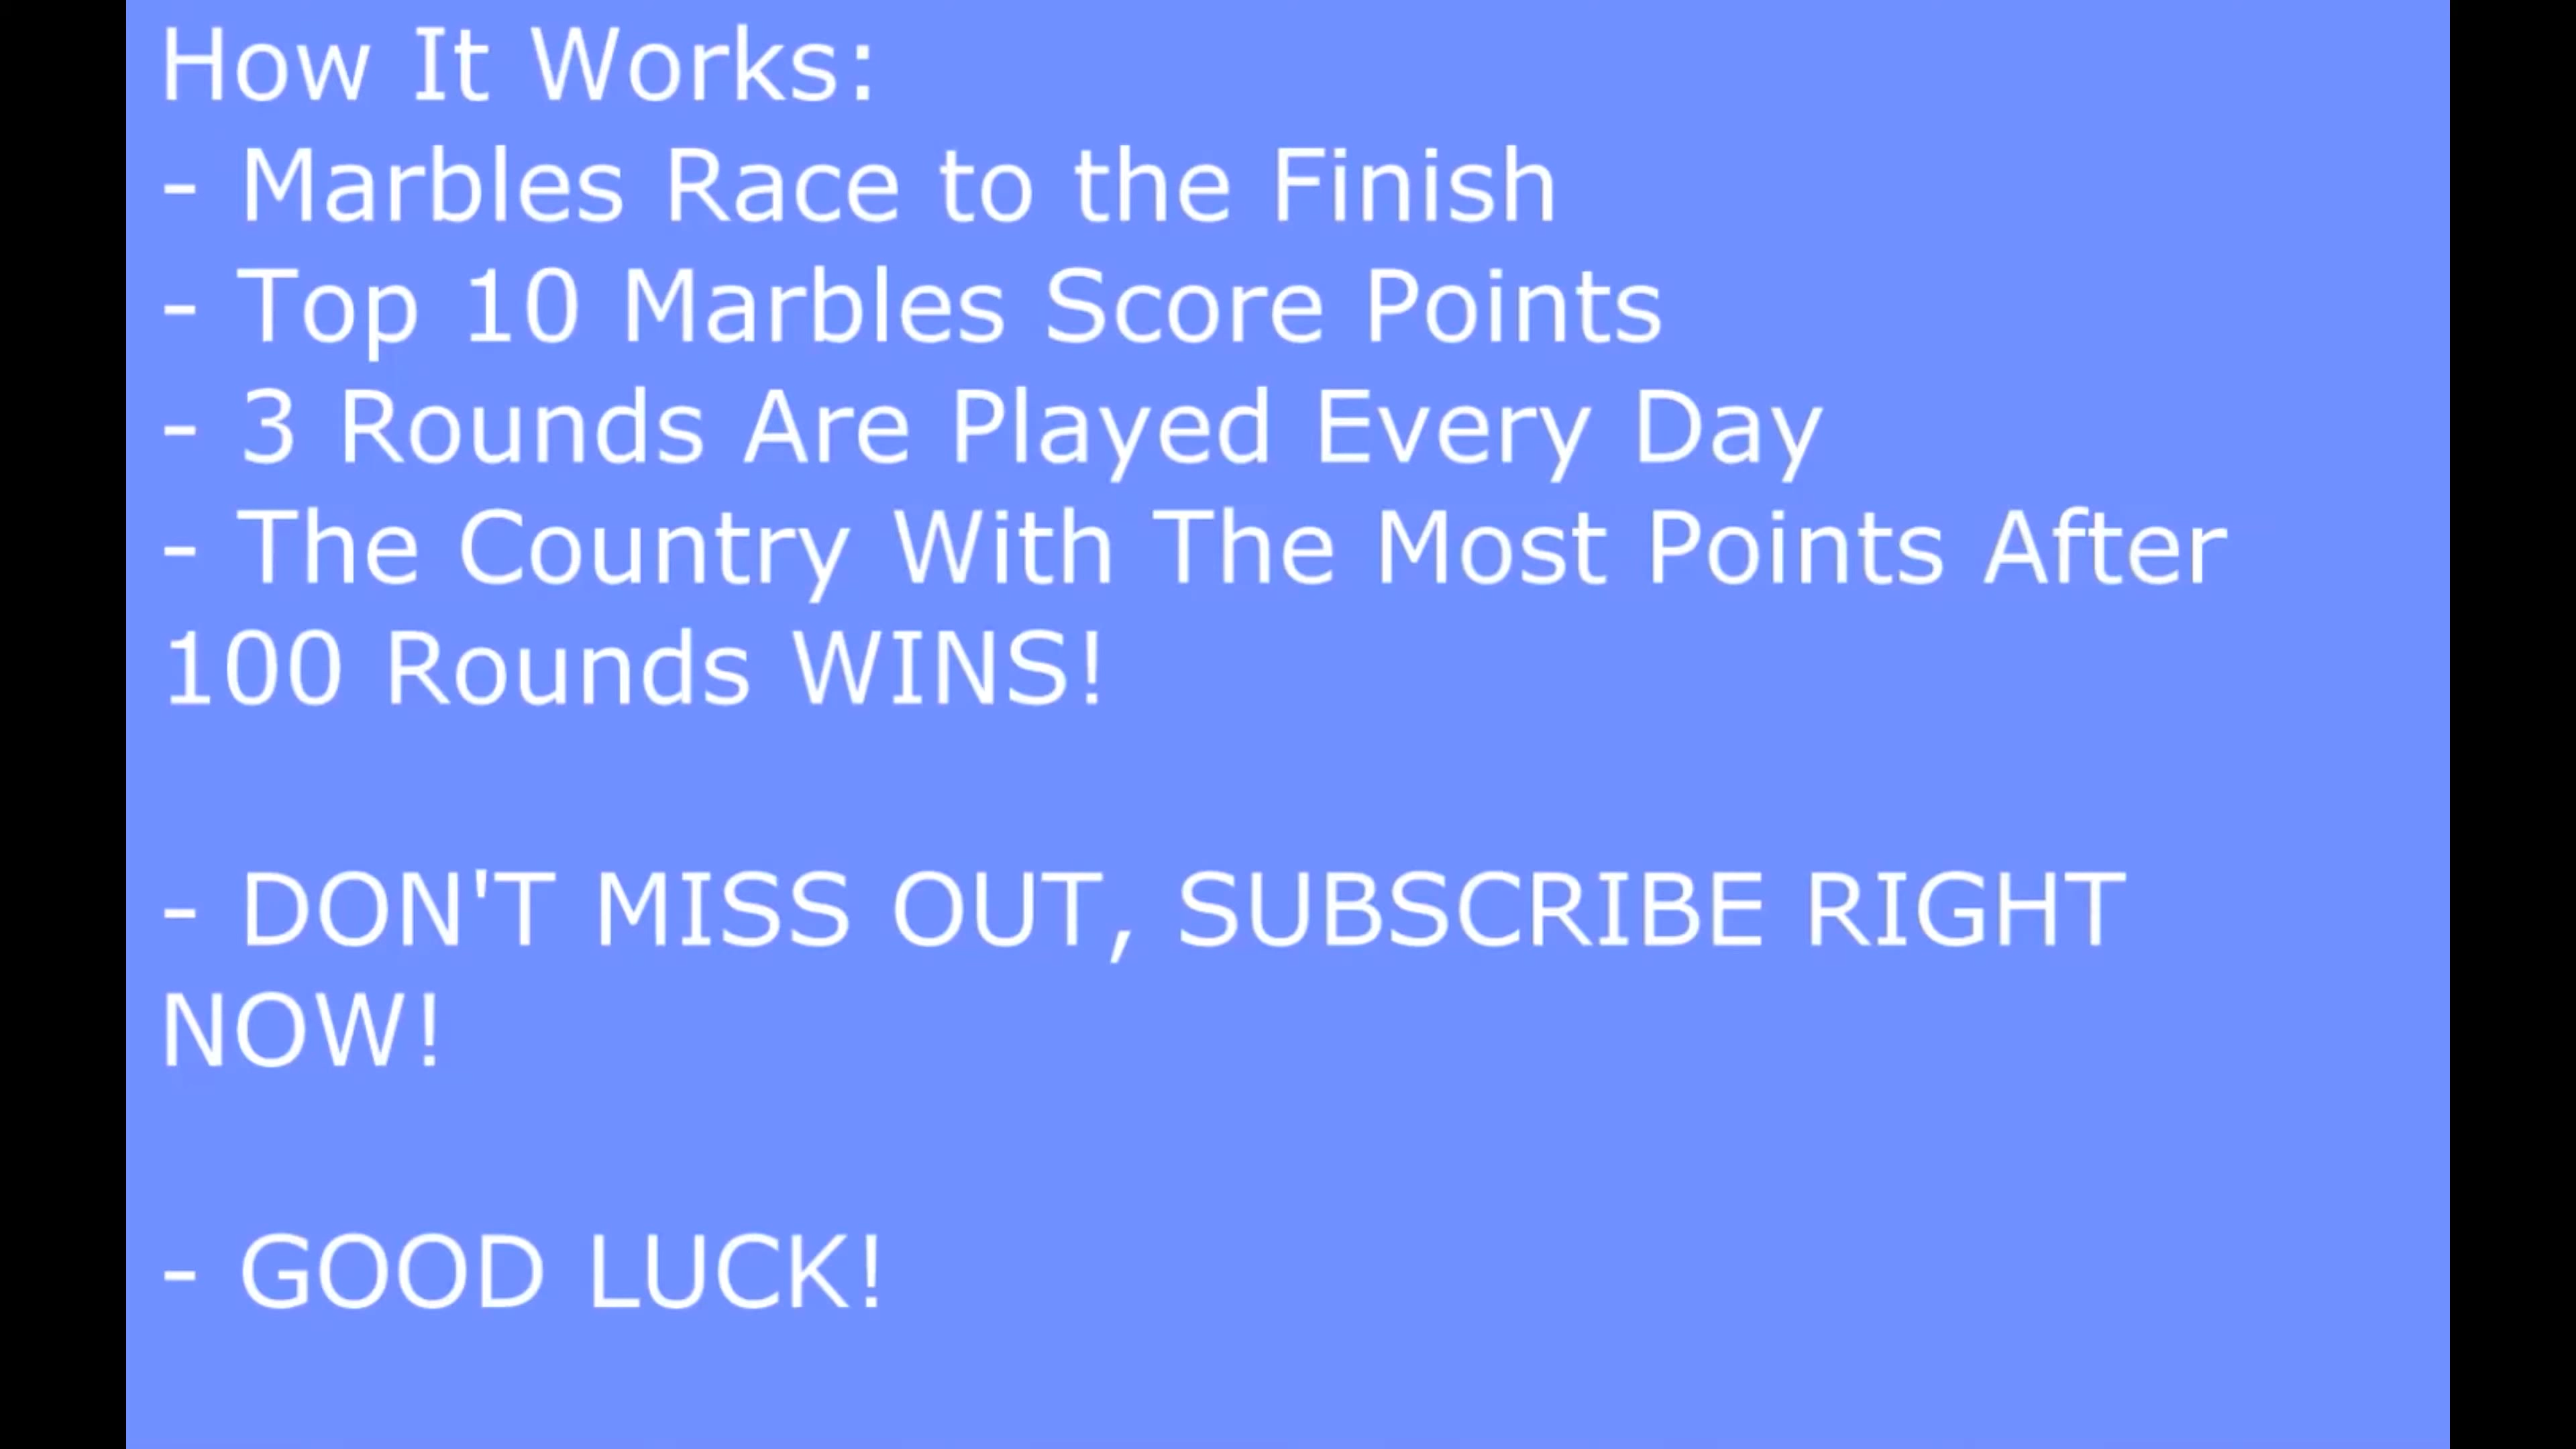 How It Works:
- Marbles Race to the Finish
- Top 10 Marbles Score Points
- 3 Rounds Are Played Every Day
- The Country With The Most Points After
100 Rounds WINS!
- DON'T MISS OUT, SUBSCRIBE RIGHT
NOW!
- GOOD LUCK!